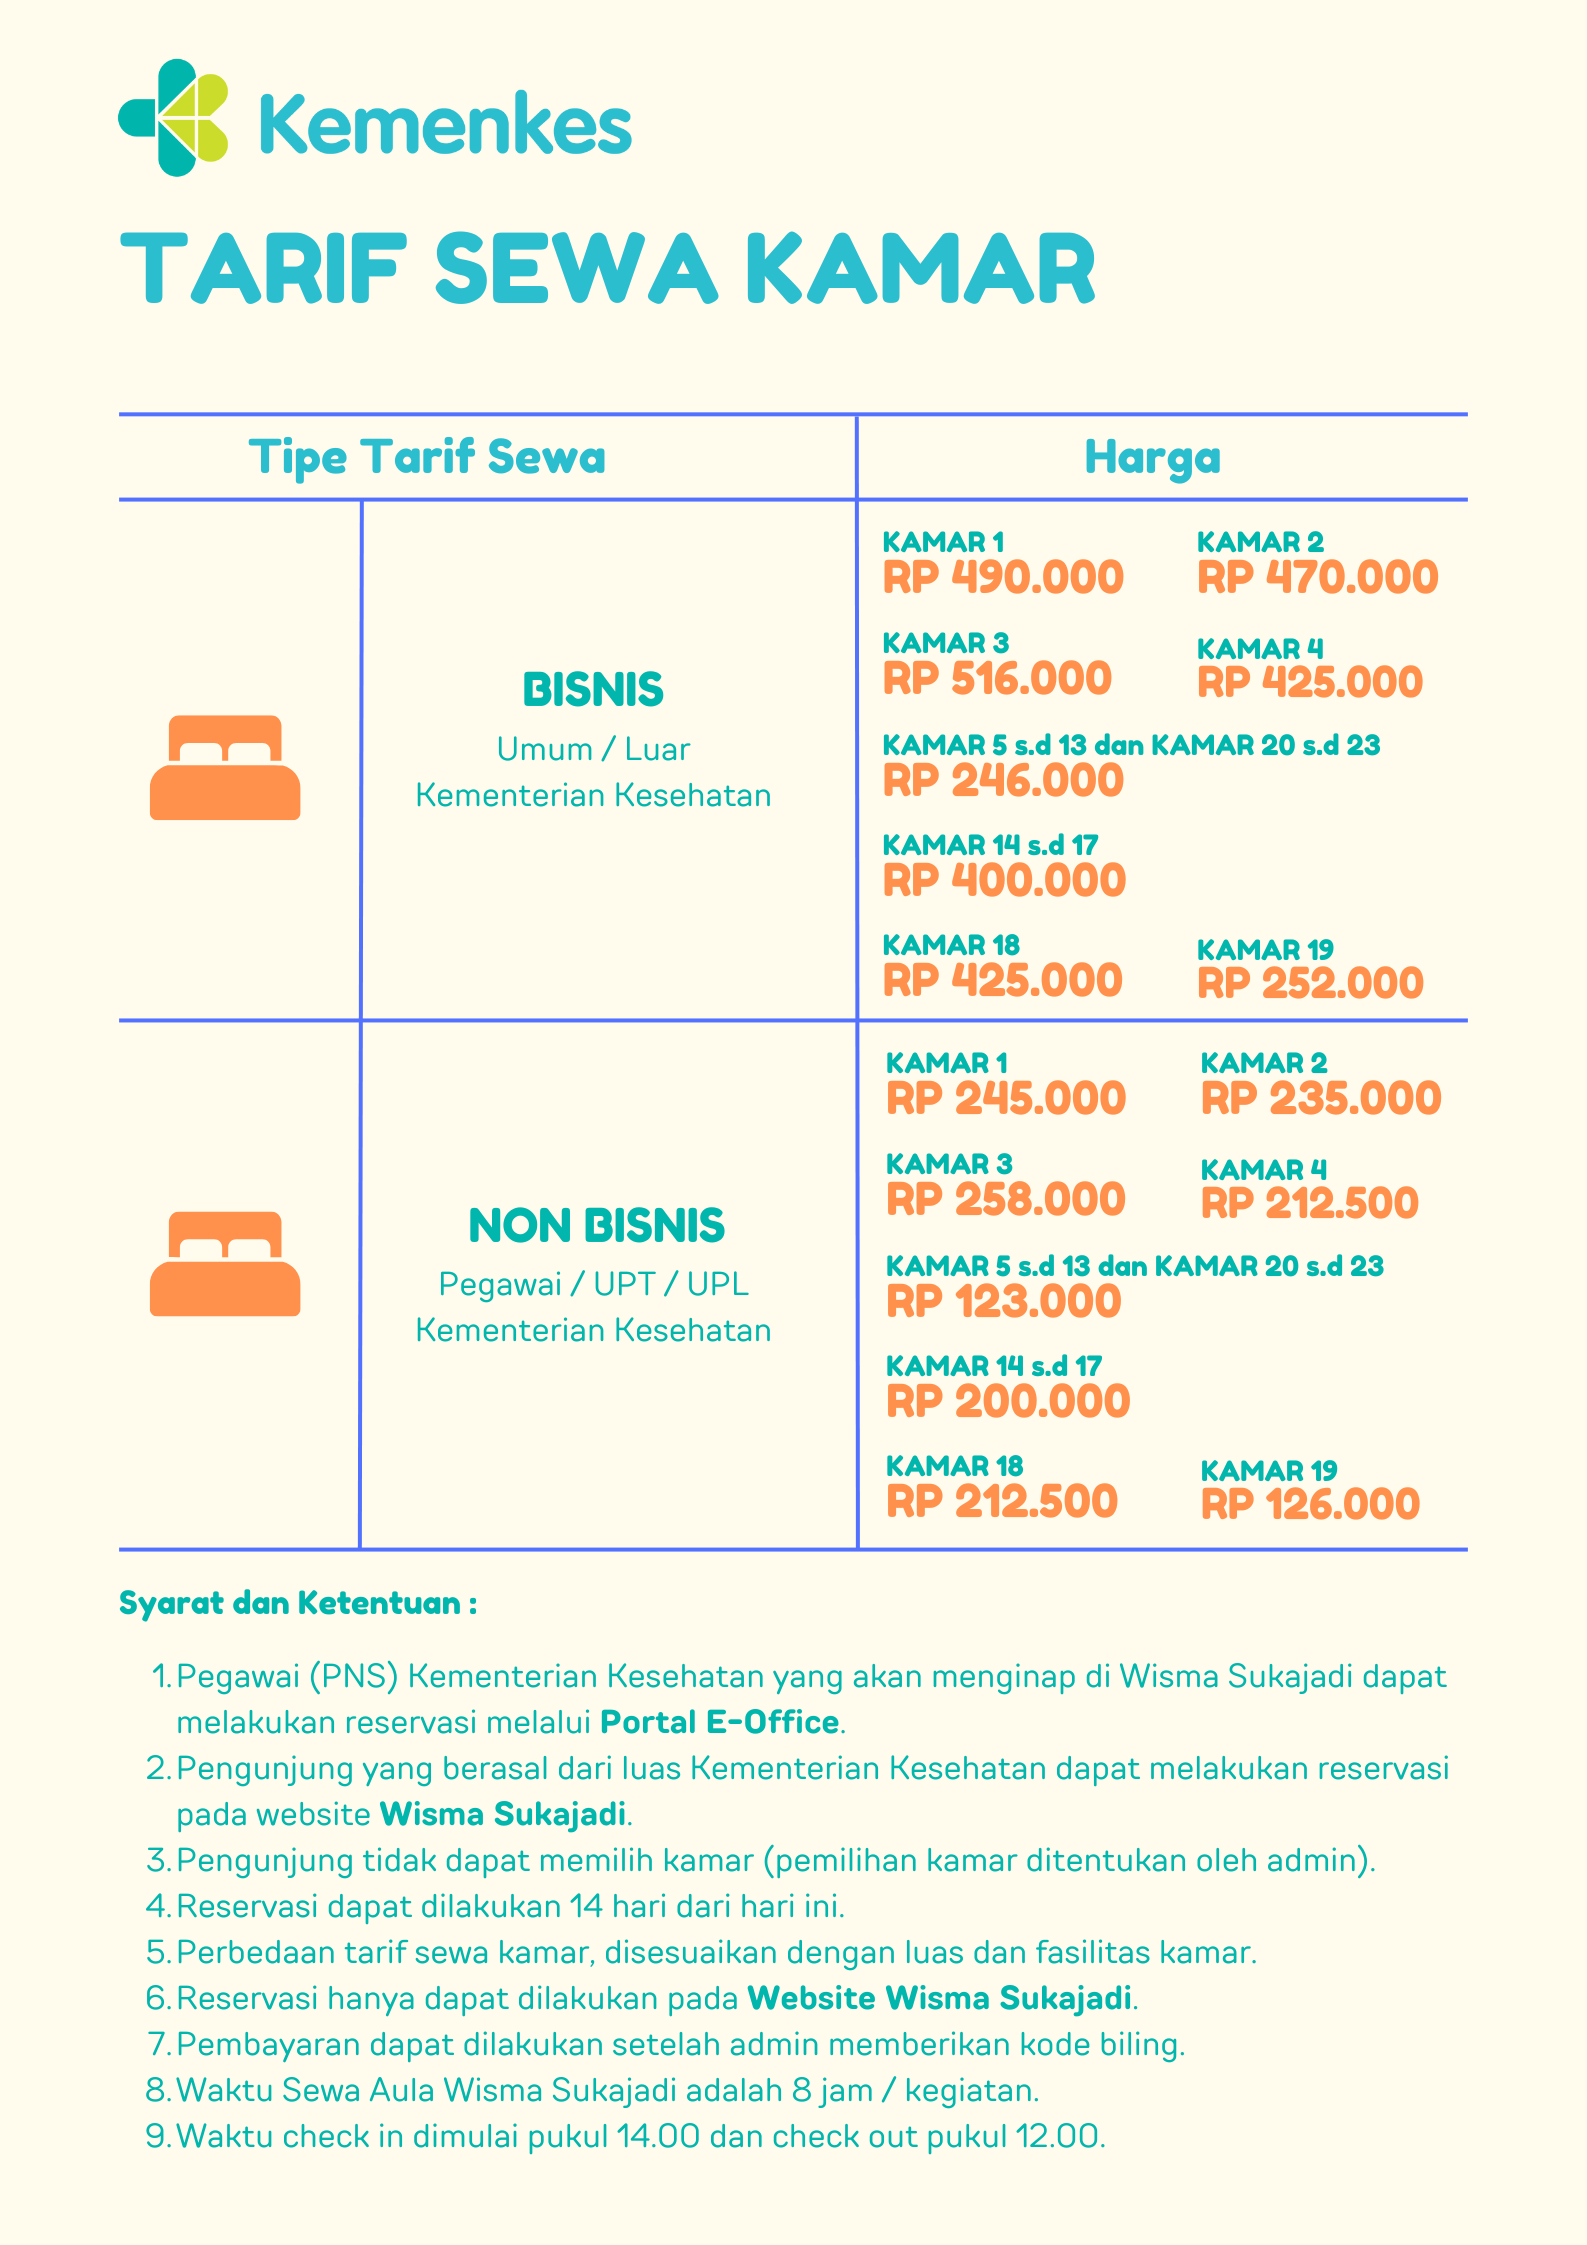 Kemenkes
TARIF SEWA KAMAR
Tipe Tarif Sewa
Harga
BISNIS
Umum / Luar
Kementerian Kesehatan
KAMAR 1
RP 490.000
KAMAR 2
RP 470.000
KAMAR 3
RP 516.000
KAMAR 4
RP 425.000
KAMAR 5 s.d 13 dan KAMAR 20 s.d 23
RP 246.000
KAMAR 14 s.d 17
RP 400.000
KAMAR 18
RP 425.000
KAMAR 19
RP 252.000
NON BISNIS
Pegawai / UPT / UPL
Kementerian Kesehatan
KAMAR 1
RP 245.000
KAMAR 2
RP 235.000
KAMAR 3
RP 258.000
KAMAR 4
RP 212.500
KAMAR 5 s.d 13 dan KAMAR 20 s.d 23
RP 123.000
KAMAR 14 s.d 17
RP 200.000
KAMAR 18
RP 212.500
KAMAR 19
RP 126.000
Syarat dan Ketentuan :
1. Pegawai (PNS) Kementerian Kesehatan yang akan menginap di Wisma Sukajadi dapat
melakukan reservasi melalui Portal E-Office.
2. Pengunjung yang berasal dari luas Kementerian Kesehatan dapat melakukan reservasi
pada website Wisma Sukajadi.
3. Pengunjung tidak dapat memilih kamar (pemilihan kamar ditentukan oleh admin).
4. Reservasi dapat dilakukan 14 hari dari hari ini.
5. Perbedaan tarif sewa kamar, disesuaikan dengan luas dan fasilitas kamar.
6. Reservasi hanya dapat dilakukan pada Website Wisma Sukajadi.
7. Pembayaran dapat dilakukan setelah admin memberikan kode biling.
8. Waktu Sewa Aula Wisma Sukajadi adalah 8 jam / kegiatan.
9. Waktu check in dimulai pukul 14.00 dan check out pukul 12.00.